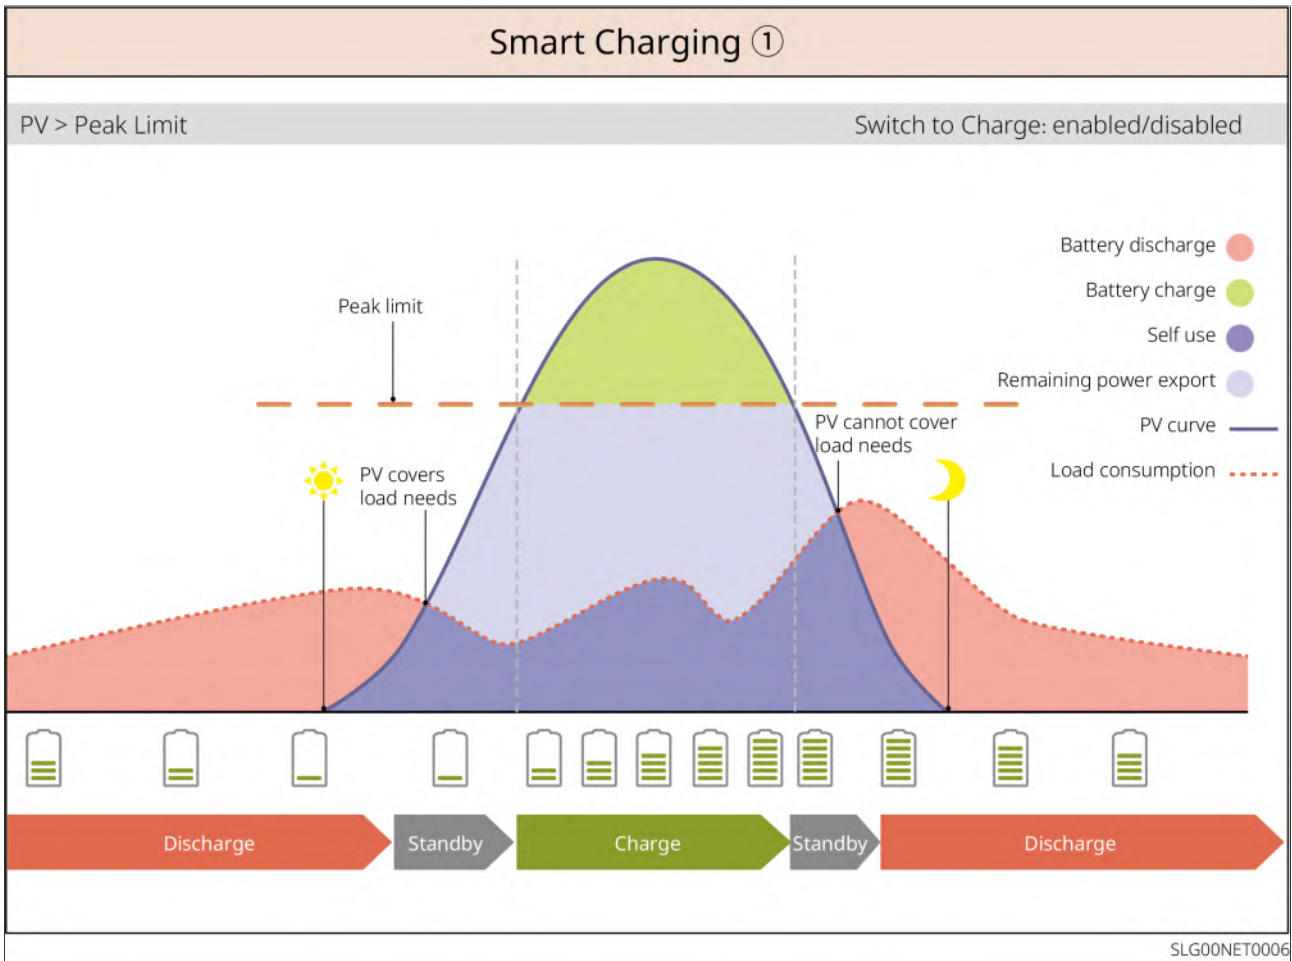 Smart Charging ①
PV > Peak Limit
Switch to Charge: enabled/disabled
Battery discharge
Battery charge
Self use
Remaining power export
PV curve
Load consumption
Peak limit
PV covers
load needs
PV cannot cover
load needs
Discharge
Standby
Charge
Standby
Discharge
SLG00NET0006